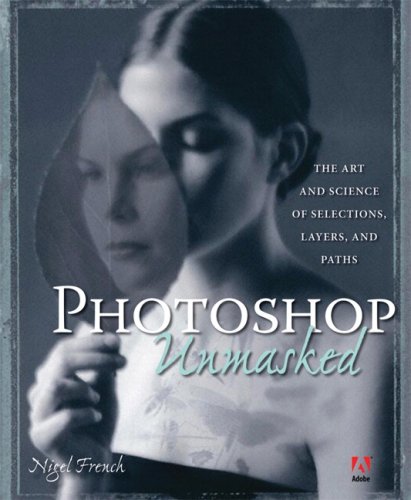 THE ART
AND SCIENCE
OF SELECTIONS,
LAYERS, AND
PATHS
PHOTOSHOP
Unmasked
Nigel French
Adobe